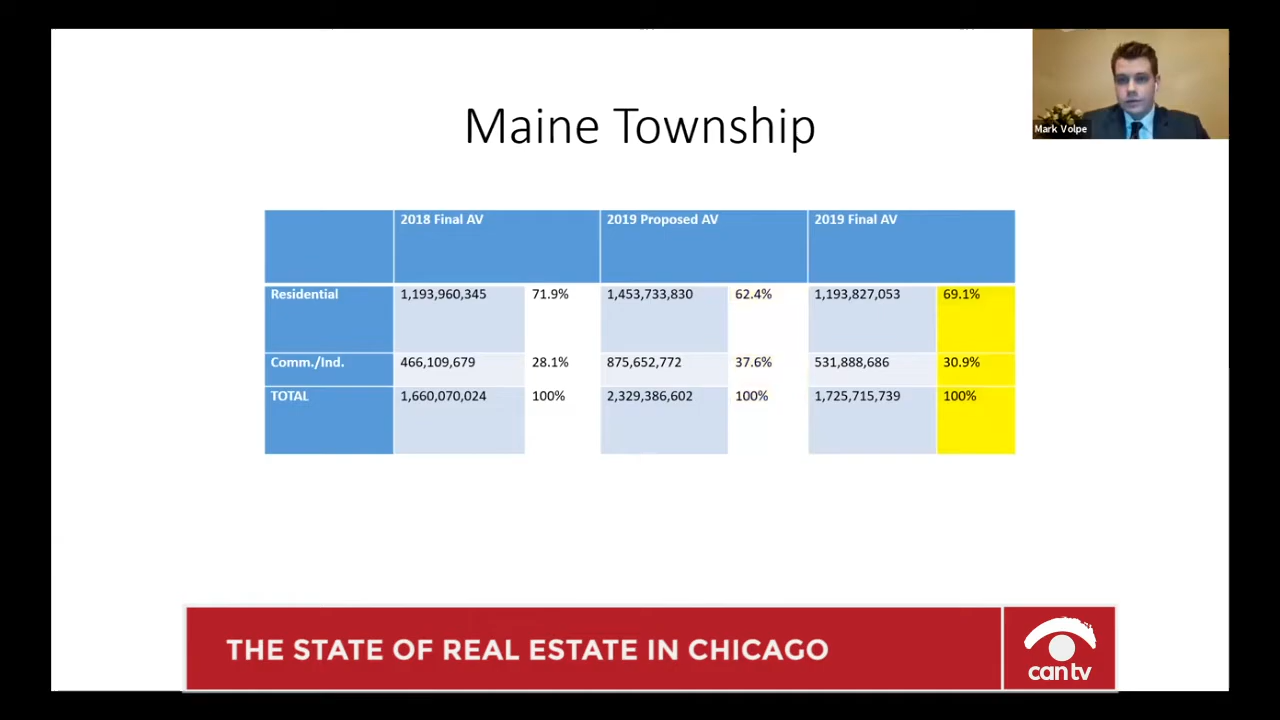 Maine Township
Mark Volpe
2018 Final AV 2019 Proposed AV 2019 Final AV
Residential 1,193,960,345 71.9% 1,453,733,830 62.4% 1,193,827,053 69.1%
Comm./Ind. 466,109,679 28.1% 875,652,772 37.6% 531,888,686 30.9%
TOTAL 1,660,070,024 100% 2,329,386,602 100% 1,725,715,739 100%
THE STATE OF REAL ESTATE IN CHICAGO
cantv